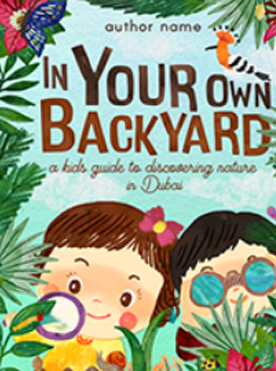 author name
IN YOUR OWN
BACKYARD
a kids guide to discovering nature
in Dubai